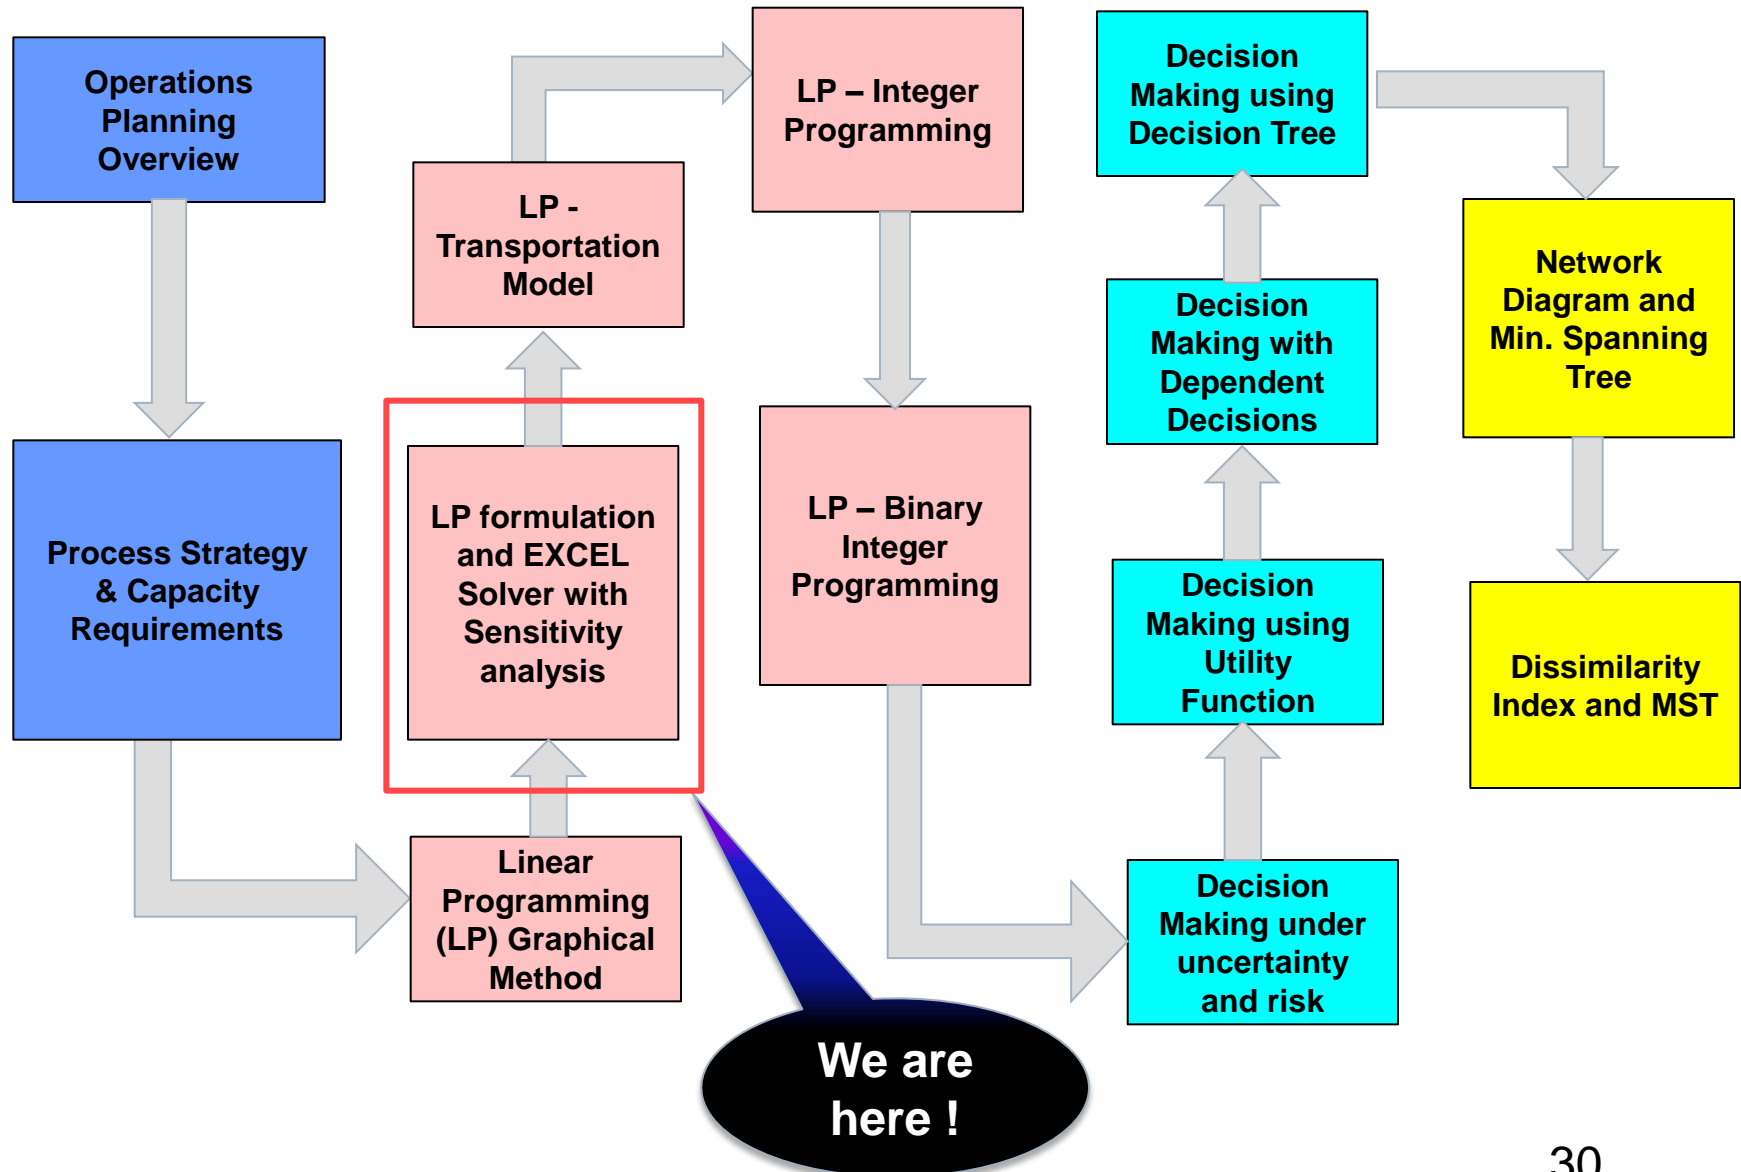 Operations
Planning
Overview
Process Strategy
& Capacity
Requirements
Linear
Programming
(LP) Graphical
Method
LP formulation
and EXCEL
Solver with
Sensitivity
analysis
LP -
Transportation
Model
LP – Integer
Programming
LP – Binary
Integer
Programming
Decision
Making under
uncertainty
and risk
Decision
Making using
Utility
Function
Decision
Making with
Dependent
Decisions
Decision
Making using
Decision Tree
Network
Diagram and
Min. Spanning
Tree
Dissimilarity
Index and MST
We are
here !
30